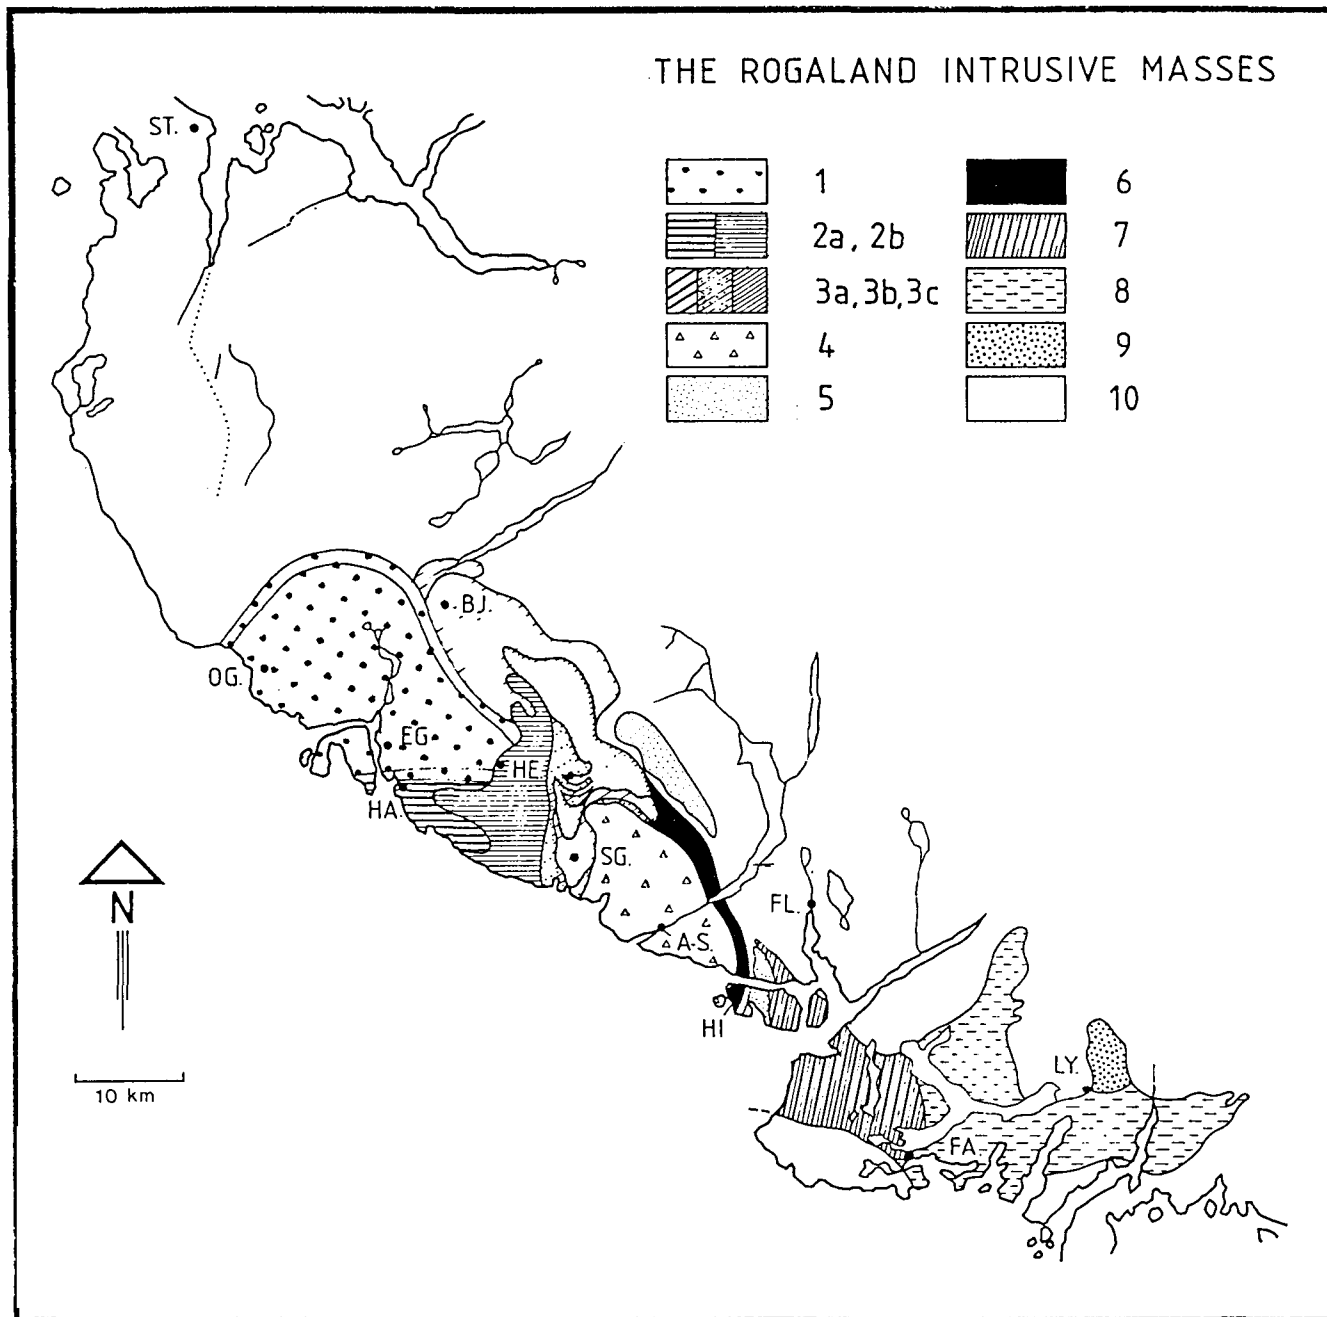 THE ROGALAND INTRUSIVE MASSES
ST.
1
6
2a, 2b
7
3a, 3b, 3c
8
4
9
5
10
BJ.
OG.
EG.
HE.
HA.
SG.
N
FL.
A-S.
HI
LY.
10 km
FA.